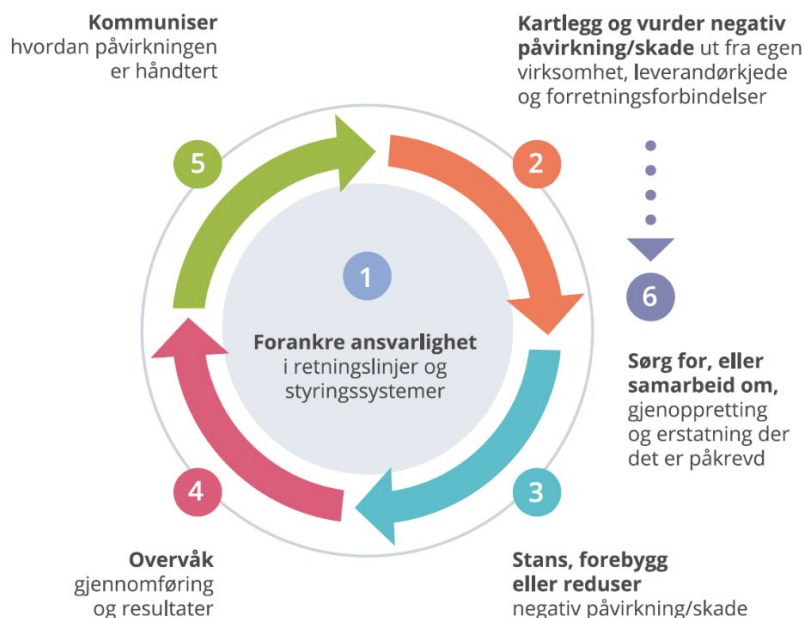 Kommuniser
hvordan påvirkningen
er håndtert
Kartlegg og vurder negativ
påvirkning/skade ut fra egen
virksomhet, leverandørkjede
og forretningsforbindelser
5
2
1
Forankre ansvarlighet
i retningslinjer og
styringssystemer
6
Sørg for, eller
samarbeid om,
gjenoppretting
og erstatning der
det er påkrevd
4
3
Overvåk
gjennomføring
og resultater
Stans, forebygg
eller reduser
negativ påvirkning/skade